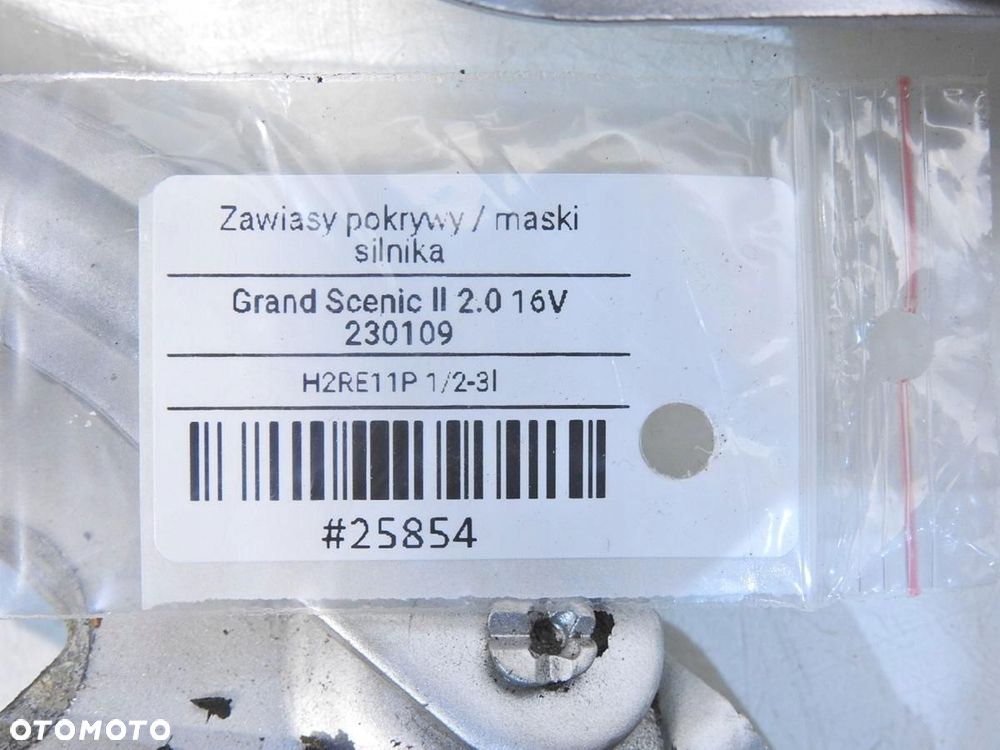 Zawiasy pokrywy / maski
silnika
Grand Scenic II 2.0 16V
230109
H2RE11P 1/2-3l
#25854
OTOMOTO